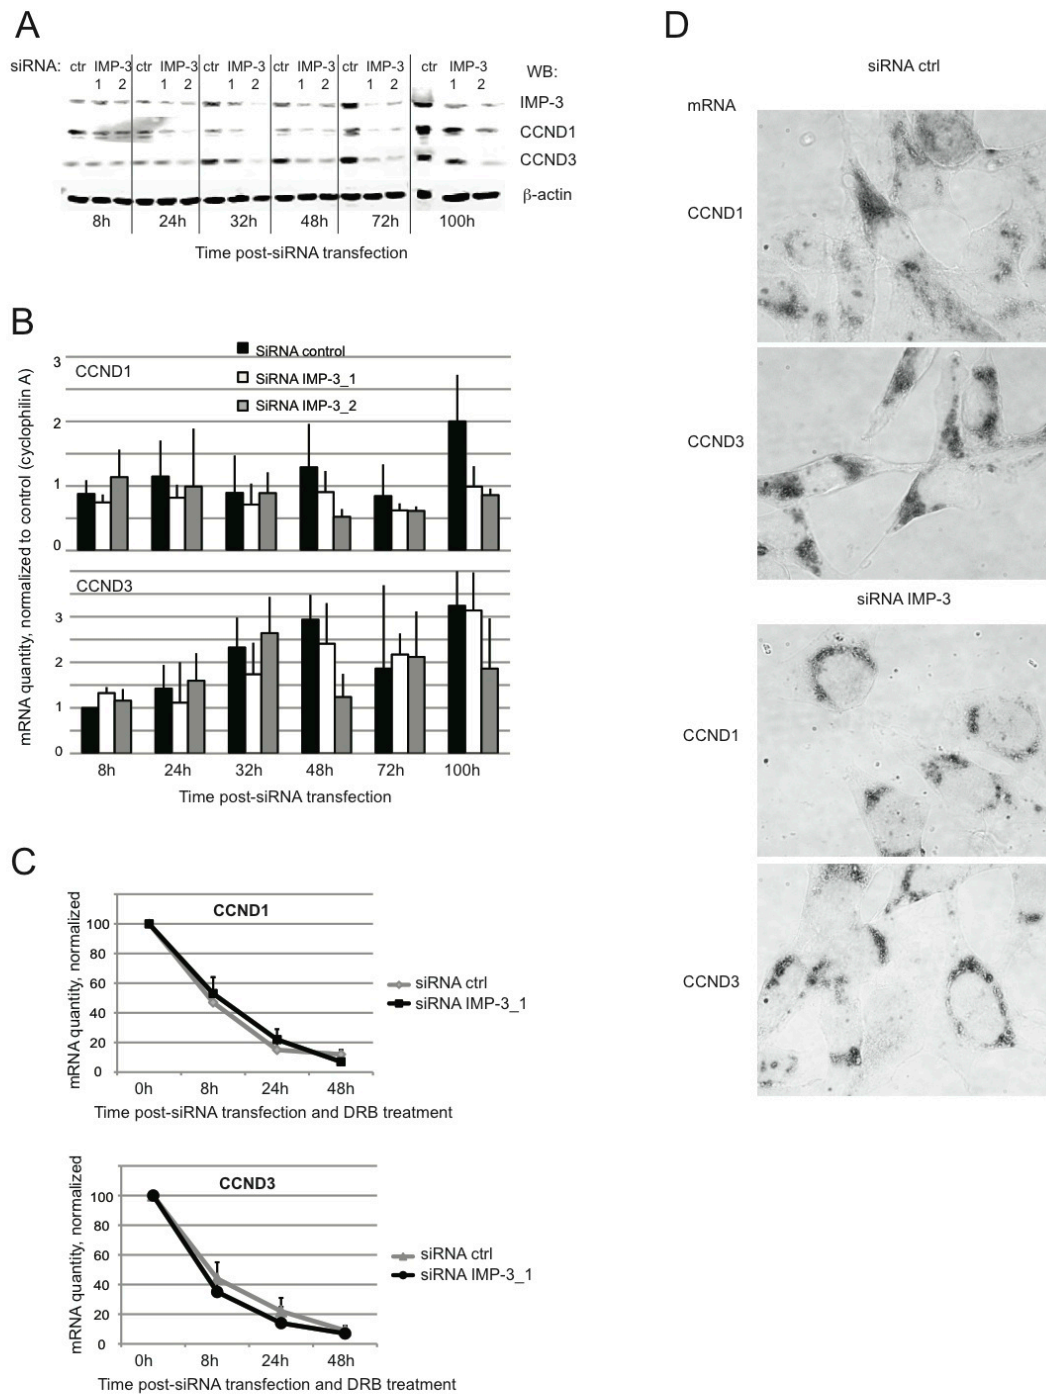 A
siRNA: ctr IMP-3 ctr IMP-3 ctr IMP-3 ctr IMP-3 ctr IMP-3 ctr IMP-3
1 2 1 2 1 2 1 2 1 2 1 2
WB:
IMP-3
CCND1
CCND3
β-actin
8h 24h 32h 48h 72h 100h
Time post-siRNA transfection
B
mRNA quantity, normalized to control (cyclophilin A)
SiRNA control
SiRNA IMP-3_1
SiRNA IMP-3_2
CCND1
3
2
1
0
CCND3
3
2
1
0
8h 24h 32h 48h 72h 100h
Time post-siRNA transfection
C
mRNA quantity, normalized
CCND1
100
80
60
40
20
0
siRNA ctrl
siRNA IMP-3_1
0h 8h 24h 48h
Time post-siRNA transfection and DRB treatment
mRNA quantity, normalized
CCND3
100
80
60
40
20
0
siRNA ctrl
siRNA IMP-3_1
0h 8h 24h 48h
Time post-siRNA transfection and DRB treatment
D
siRNA ctrl
mRNA
CCND1
CCND3
siRNA IMP-3
CCND1
CCND3